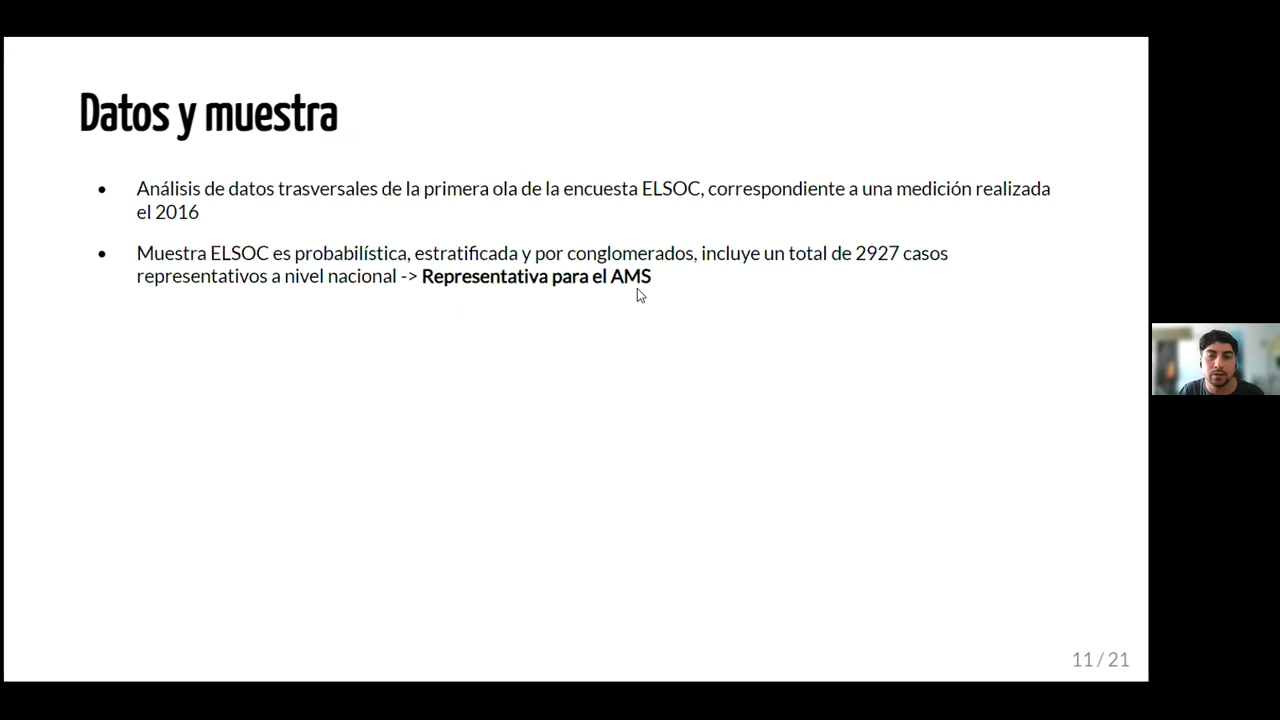 Datos y muestra
• Análisis de datos trasversales de la primera ola de la encuesta ELSOC, correspondiente a una medición realizada
el 2016
• Muestra ELSOC es probabilística, estratificada y por conglomerados, incluye un total de 2927 casos
representativos a nivel nacional -> Representativa para el AMS
11 / 21